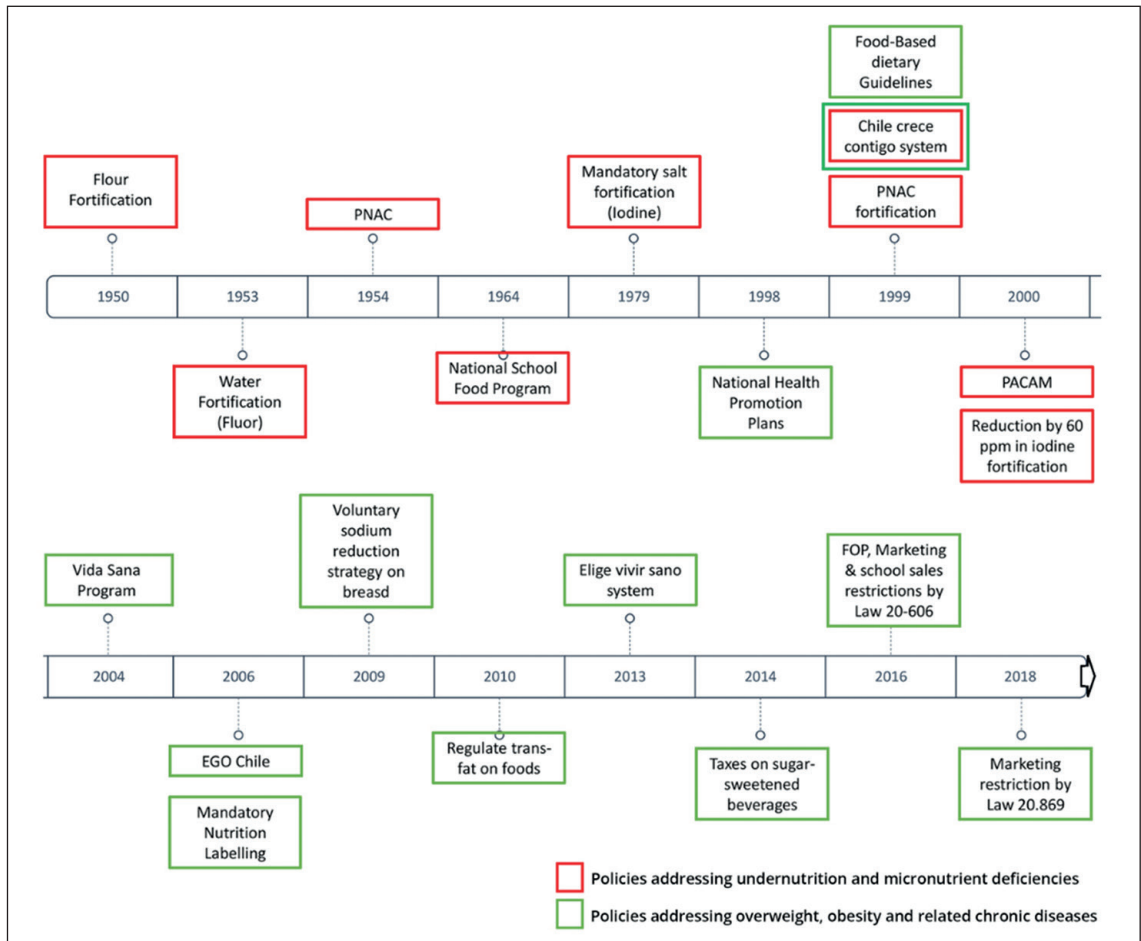 Food-Based
dietary
Guidelines
Chile crece
contigo system
Flour
Fortification
PNAC
Mandatory salt
fortification
(Iodine)
PNAC
fortification
1950
1953
1954
1964
1979
1998
1999
2000
Water
Fortification
(Fluor)
National School
Food Program
National Health
Promotion
Plans
PACAM
Reduction by 60
ppm in iodine
fortification
Vida Sana
Program
Voluntary
sodium
reduction
strategy on
breasd
Elige vivir sano
system
FOP, Marketing
& school sales
restrictions by
Law 20-606
2004
2006
2009
2010
2013
2014
2016
2018
EGO Chile
Mandatory
Nutrition
Labelling
Regulate trans-
fat on foods
Taxes on sugar-
sweetened
beverages
Marketing
restriction by
Law 20.869
Policies addressing undernutrition and micronutrient deficiencies
Policies addressing overweight, obesity and related chronic diseases